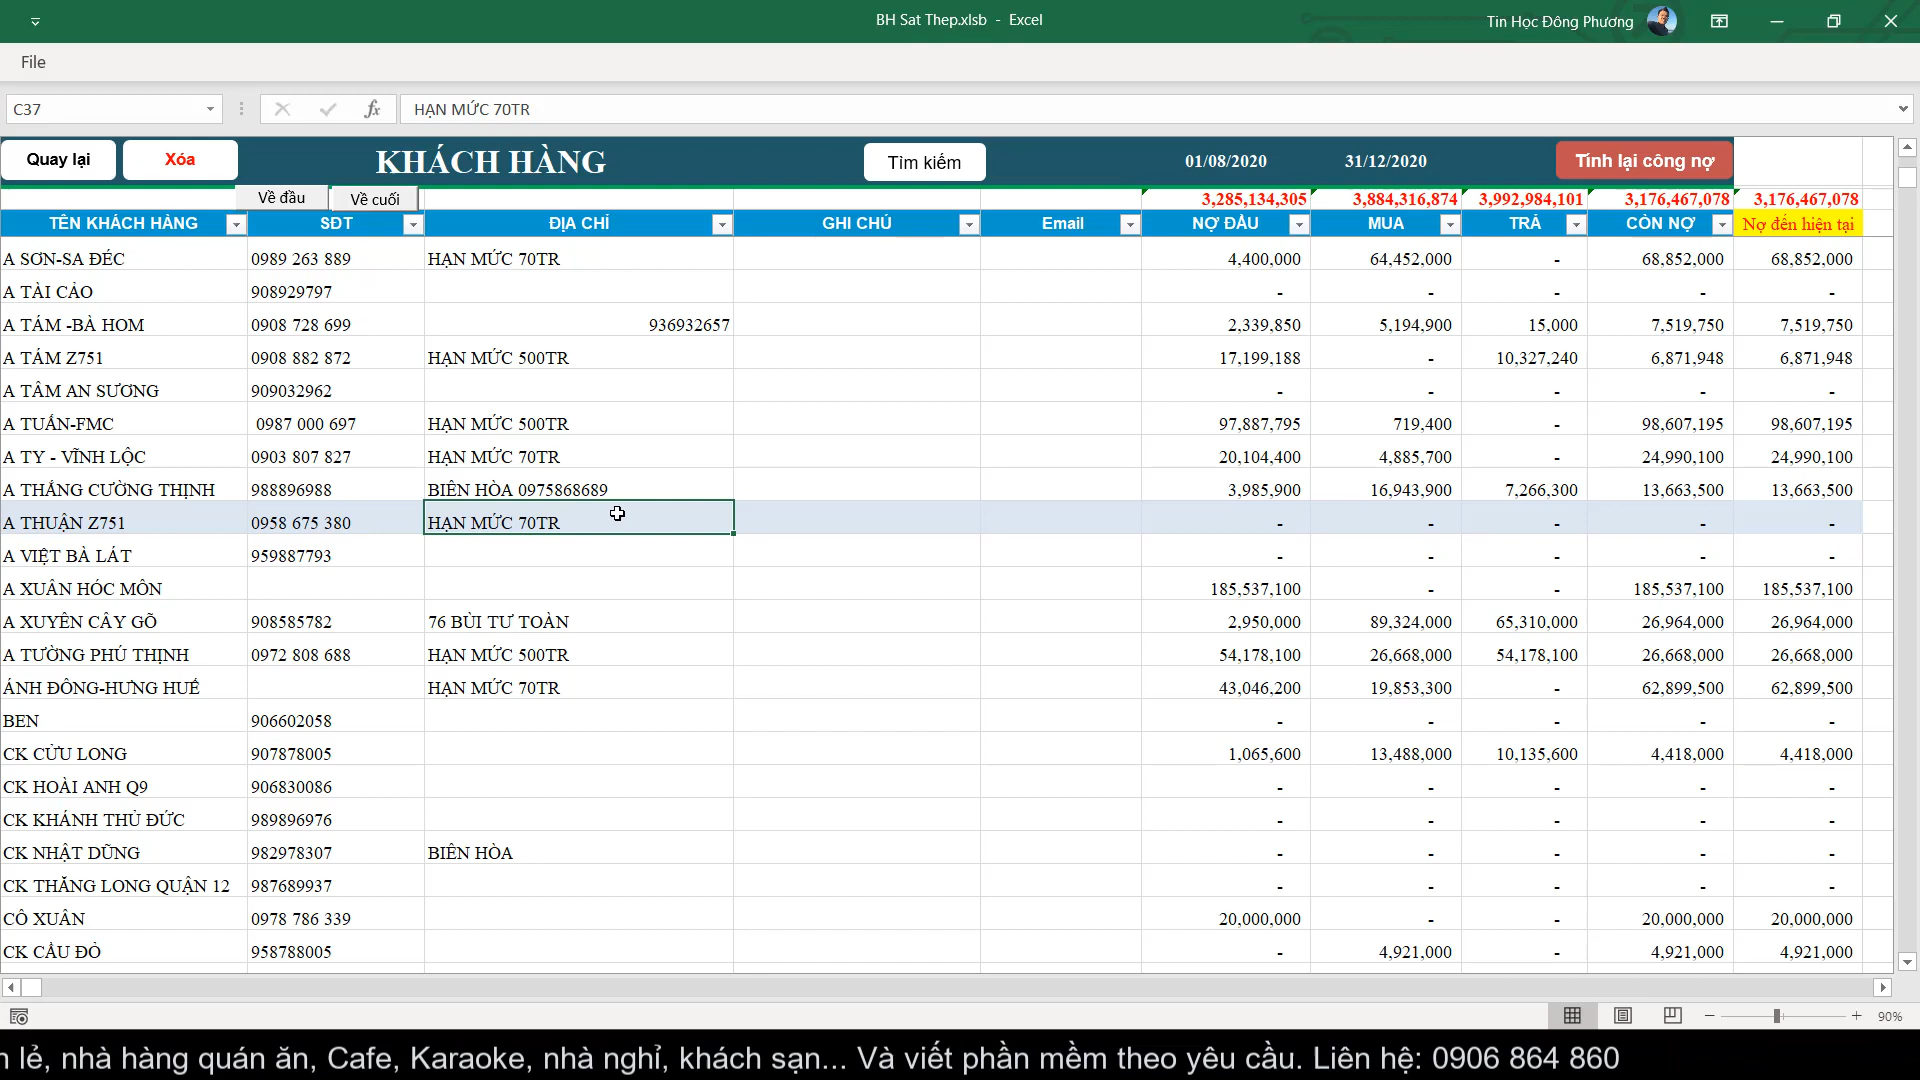 BH Sat Thep.xlsb - Excel
Tin Học Đông Phương
File
C37
fx
HẠN MỨC 70TR
Quay lại
Xóa
KHÁCH HÀNG
Tìm kiếm
01/08/2020
31/12/2020
Tính lại công nợ
Về đầu
Về cuối
3,285,134,305 3,884,316,874 3,992,984,101 3,176,467,078 3,176,467,078
TÊN KHÁCH HÀNG SĐT ĐỊA CHỈ GHI CHÚ Email NỢ ĐẦU MUA TRẢ CÒN NỢ Nợ đến hiện tại
A SƠN-SA ĐÉC 0989 263 889 HẠN MỨC 70TR 4,400,000 64,452,000 - 68,852,000 68,852,000
A TÀI CẢO 908929797 - - - - -
A TÁM -BÀ HOM 0908 728 699 936932657 2,339,850 5,194,900 15,000 7,519,750 7,519,750
A TÁM Z751 0908 882 872 HẠN MỨC 500TR 17,199,188 - 10,327,240 6,871,948 6,871,948
A TÂM AN SƯƠNG 909032962 - - - - -
A TUẤN-FMC 0987 000 697 HẠN MỨC 500TR 97,887,795 719,400 - 98,607,195 98,607,195
A TY - VĨNH LỘC 0903 807 827 HẠN MỨC 70TR 20,104,400 4,885,700 - 24,990,100 24,990,100
A THẮNG CƯỜNG THỊNH 988896988 BIÊN HÒA 0975868689 3,985,900 16,943,900 7,266,300 13,663,500 13,663,500
A THUẬN Z751 0958 675 380 HẠN MỨC 70TR - - - - -
A VIỆT BÀ LÁT 959887793 - - - - -
A XUÂN HÓC MÔN 185,537,100 - - 185,537,100 185,537,100
A XUYÊN CÂY GÕ 908585782 76 BÙI TƯ TOÀN 2,950,000 89,324,000 65,310,000 26,964,000 26,964,000
A TƯỜNG PHÚ THỊNH 0972 808 688 HẠN MỨC 500TR 54,178,100 26,668,000 54,178,100 26,668,000 26,668,000
ÁNH ĐÔNG-HƯNG HUẾ HẠN MỨC 70TR 43,046,200 19,853,300 - 62,899,500 62,899,500
BEN 906602058 - - - - -
CK CỬU LONG 907878005 1,065,600 13,488,000 10,135,600 4,418,000 4,418,000
CK HOÀI ANH Q9 906830086 - - - - -
CK KHÁNH THỦ ĐỨC 989896976 - - - - -
CK NHẬT DŨNG 982978307 BIÊN HÒA - - - - -
CK THĂNG LONG QUẬN 12 987689937 - - - - -
CÔ XUÂN 0978 786 339 20,000,000 - - 20,000,000 20,000,000
CK CẦU ĐỎ 958788005 - 4,921,000 - 4,921,000 4,921,000
90%
n lẻ, nhà hàng quán ăn, Cafe, Karaoke, nhà nghỉ, khách sạn... Và viết phần mềm theo yêu cầu. Liên hệ: 0906 864 860